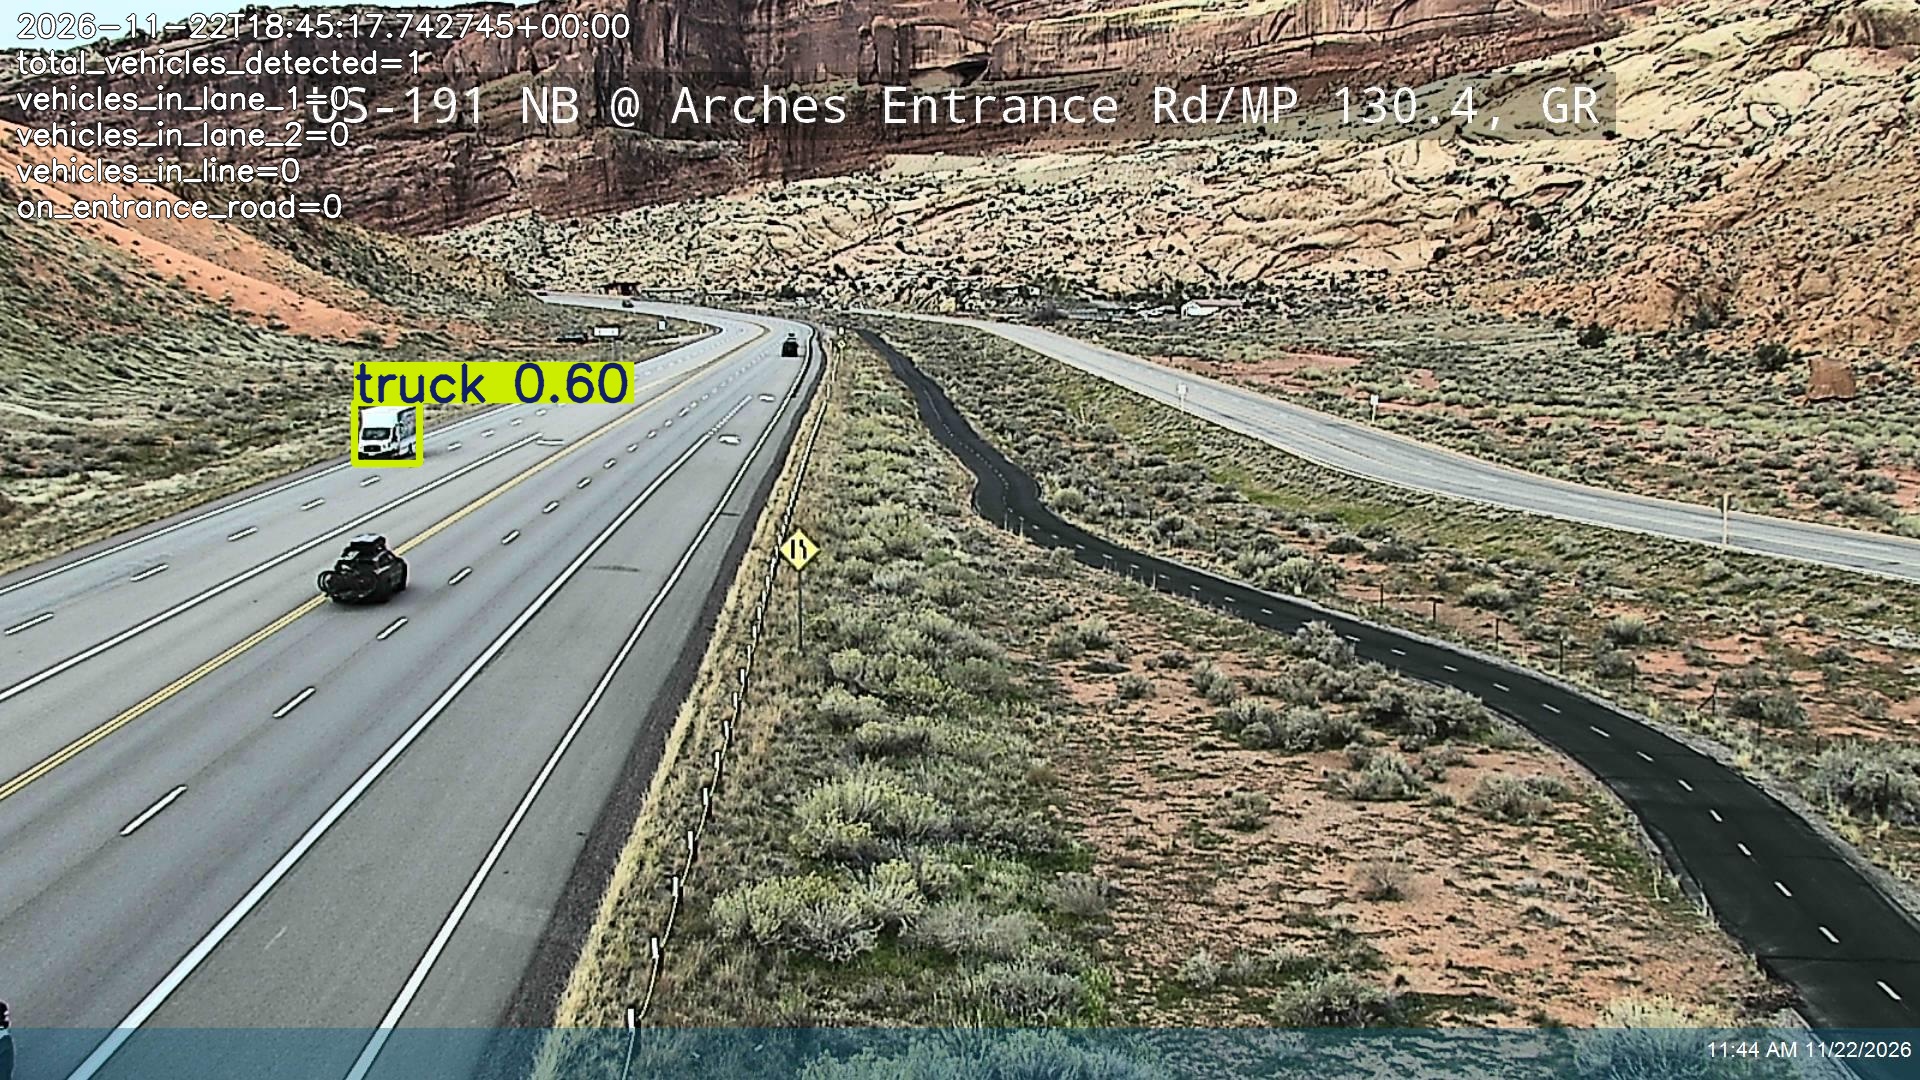 2026-11-22T18:45:17.742745+00:00
total_vehicles_detected=1
vehicles_in_lane_1=0
US-191 NB @ Arches Entrance Rd/MP 130.4, GR
vehicles_in_lane_2=0
vehicles_in_line=0
on_entrance_road=0
truck 0.60
11:44 AM 11/22/2026